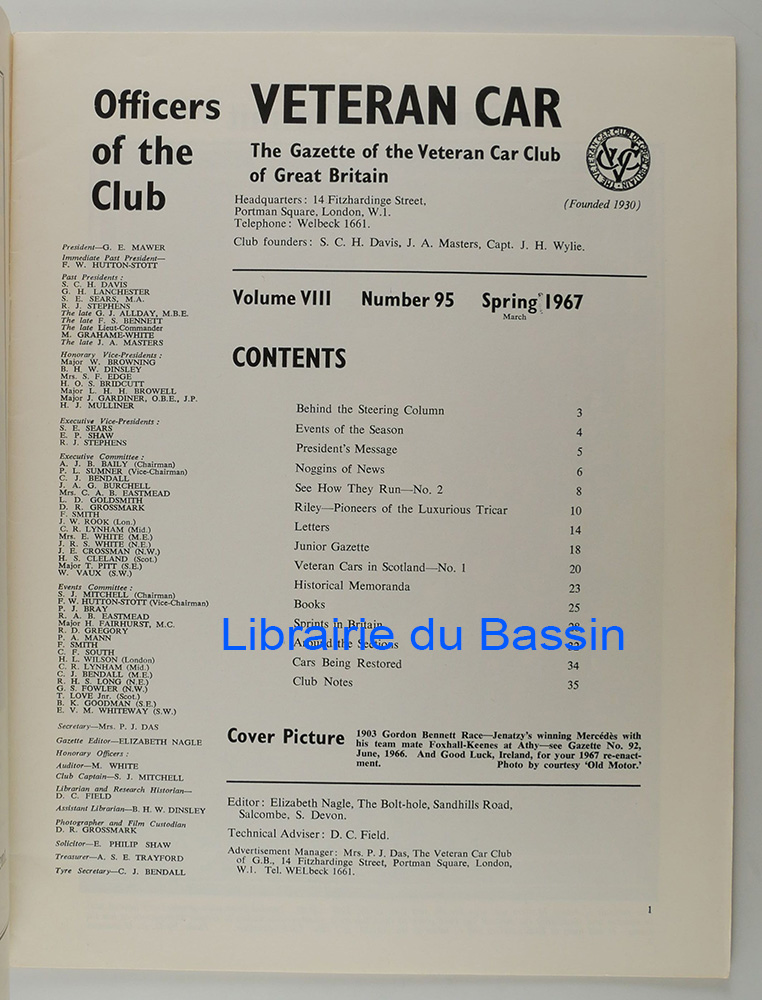 Officers
of the
Club
President—G. E. MAWER
Immediate Past President—
F. W. HUTTON-STOTT
Past Presidents :
S. C. H. DAVIS
G. H. LANCHESTER
S. E. SEARS, M.A.
R. J. STEPHENS
The late G. J. ALLDAY, M.B.E.
The late F. S. BENNETT
The late Lieut-Commander
M. GRAHAME-WHITE
The late J. A. MASTERS
Honorary Vice-Presidents :
Major W. BROWNING
B. H. W. DINSLEY
Mrs. S. F. EDGE
H. O. S. BRIDCUTT
Major L. H. H. BROWELL
Major J. GARDINER, O.B.E., J.P.
H. J. MULLINER
Executive Vice-Presidents :
S. E. SEARS
E. P. SHAW
R. J. STEPHENS
Executive Committee :
A. J. B. BAILY (Chairman)
P. L. SUMNER (Vice-Chairman)
C. J. BENDALL
J. A. G. BURCHELL
Mrs. C. A. B. EASTMEAD
L. D. GOLDSMITH
D. R. GROSSMARK
F. SMITH
J. W. ROOK (Lon.)
C. R. LYNHAM (Mid.)
Mrs. E. WHITE (M.E.)
J. R. S. WHITE (N.E.)
J. E. CROSSMAN (N.W.)
H. S. CLELAND (Scot.)
Major T. PITT (S.E.)
W. VAUX (S.W.)
Events Committee :
S. J. MITCHELL (Chairman)
F. W. HUTTON-STOTT (Vice-Chairman)
P. J. BRAY
R. A. B. EASTMEAD
Major H. FAIRHURST, M.C.
R. D. GREGORY
P. A. MANN
F. SMITH
C. F. SOUTH
H. L. WILSON (London)
C. R. LYNHAM (Mid.)
C. J. BENDALL (M.E.)
R. H. S. LONG (N.E.)
G. S. FOWLER (N.W.)
T. LOVE Jnr. (Scot.)
B. K. GOODMAN (S.E.)
E. V. M. WHITEWAY (S.W.)
Secretary—Mrs. P. J. DAS
Gazette Editor—ELIZABETH NAGLE
Honorary Officers :
Auditor—M. WHITE
Club Captain—S. J. MITCHELL
Librarian and Research Historian—
D. C. FIELD
Assistant Librarian—B. H. W. DINSLEY
Photographer and Film Custodian
D. R. GROSSMARK
Solicitor—E. PHILIP SHAW
Treasurer—A. S. E. TRAYFORD
Tyre Secretary—C. J. BENDALL
VETERAN CAR
The Gazette of the Veteran Car Club
of Great Britain
THE VETERAN CAR CLUB OF GREAT BRITAIN
VCC
(Founded 1930)
Headquarters : 14 Fitzhardinge Street,
Portman Square, London, W.1.
Telephone : Welbeck 1661.
Club founders : S. C. H. Davis, J. A. Masters, Capt. J. H. Wylie.
Volume VIII Number 95 Spring 1967
March
CONTENTS
Behind the Steering Column 3
Events of the Season 4
President's Message 5
Noggins of News 6
See How They Run—No. 2 8
Riley—Pioneers of the Luxurious Tricar 10
Letters 14
Junior Gazette 18
Veteran Cars in Scotland—No. 1 20
Historical Memoranda 23
Books 25
Sprints in Britain 28
Around the Sections
Cars Being Restored 34
Club Notes 35
Librairie du Bassin
Cover Picture
1903 Gordon Bennett Race—Jenatzy's winning Mercédès with
his team mate Foxhall-Keenes at Athy—see Gazette No. 92,
June, 1966. And Good Luck, Ireland, for your 1967 re-enact-
ment. Photo by courtesy 'Old Motor.'
Editor : Elizabeth Nagle, The Bolt-hole, Sandhills Road,
Salcombe, S. Devon.
Technical Adviser : D. C. Field.
Advertisement Manager : Mrs. P. J. Das, The Veteran Car Club
of G.B., 14 Fitzhardinge Street, Portman Square, London,
W.1. Tel. WELbeck 1661.
1